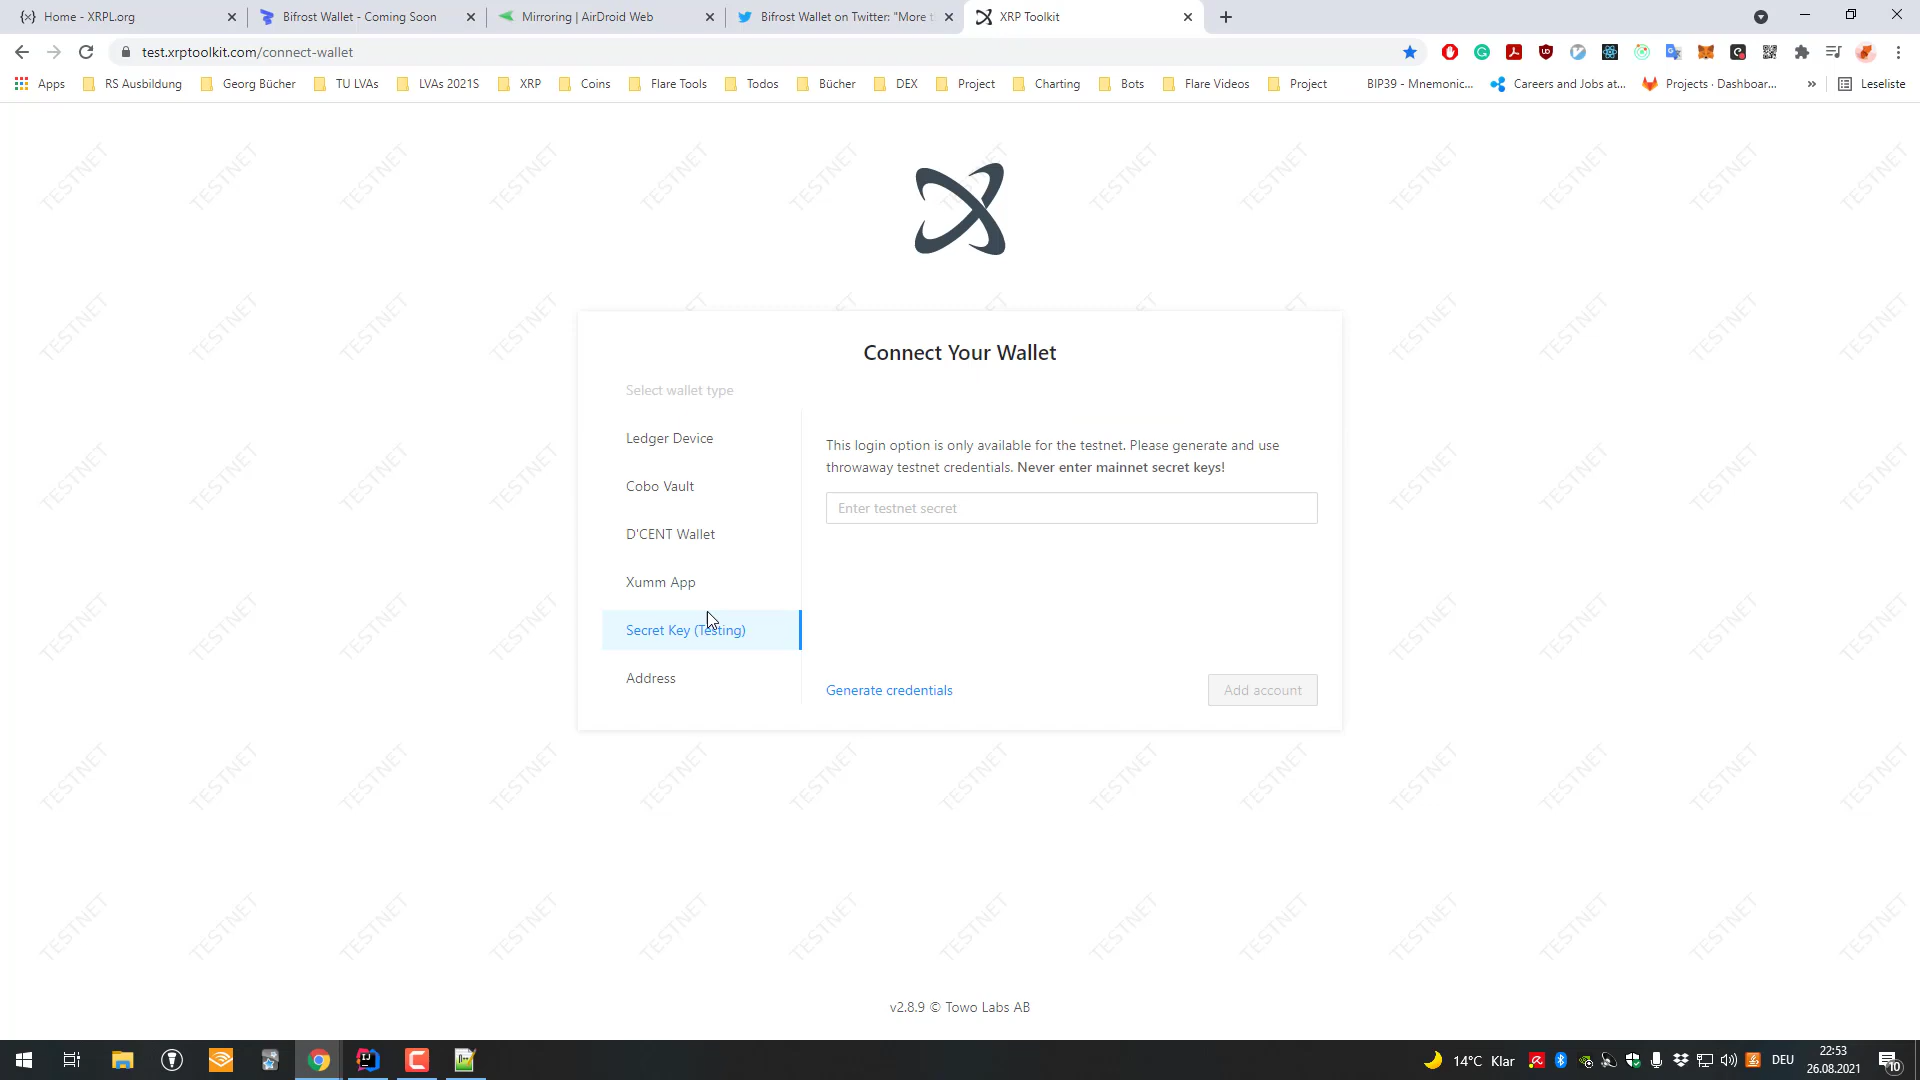 Home - XRPL.org
Bifrost Wallet - Coming Soon
Mirroring | AirDroid Web
Bifrost Wallet on Twitter: "More t
XRP Toolkit
test.xrptoolkit.com/connect-wallet
Apps
RS Ausbildung
Georg Bücher
TU LVAs
LVAs 2021S
XRP
Coins
Flare Tools
Todos
Bücher
DEX
Project
Charting
Bots
Flare Videos
Project
BIP39 - Mnemonic...
Careers and Jobs at...
Projects · Dashboar...
»
Leseliste
TESTNET
Connect Your Wallet
Select wallet type
Ledger Device
Cobo Vault
D'CENT Wallet
Xumm App
Secret Key (Testing)
Address
This login option is only available for the testnet. Please generate and use
throwaway testnet credentials. Never enter mainnet secret keys!
Enter testnet secret
Generate credentials
Add account
v2.8.9 © Towo Labs AB
14°C Klar
DEU
22:53
26.08.2021
10